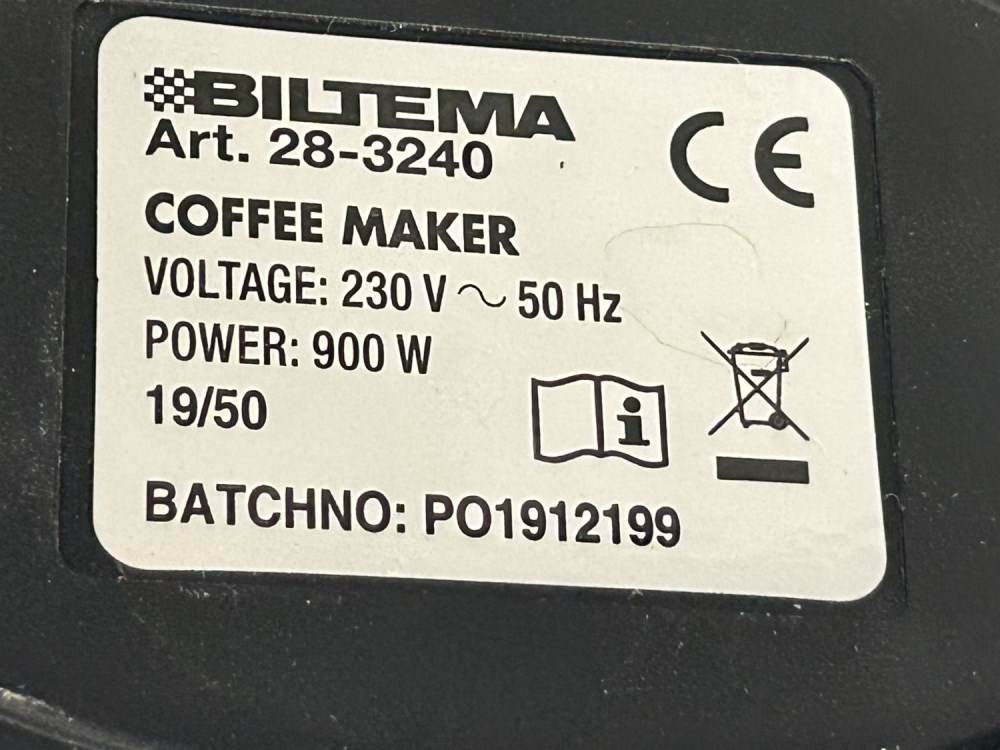 BILTEMA
Art. 28-3240
CE
COFFEE MAKER
VOLTAGE: 230 V ~ 50 Hz
POWER: 900 W
19/50
i
BATCHNO: PO1912199